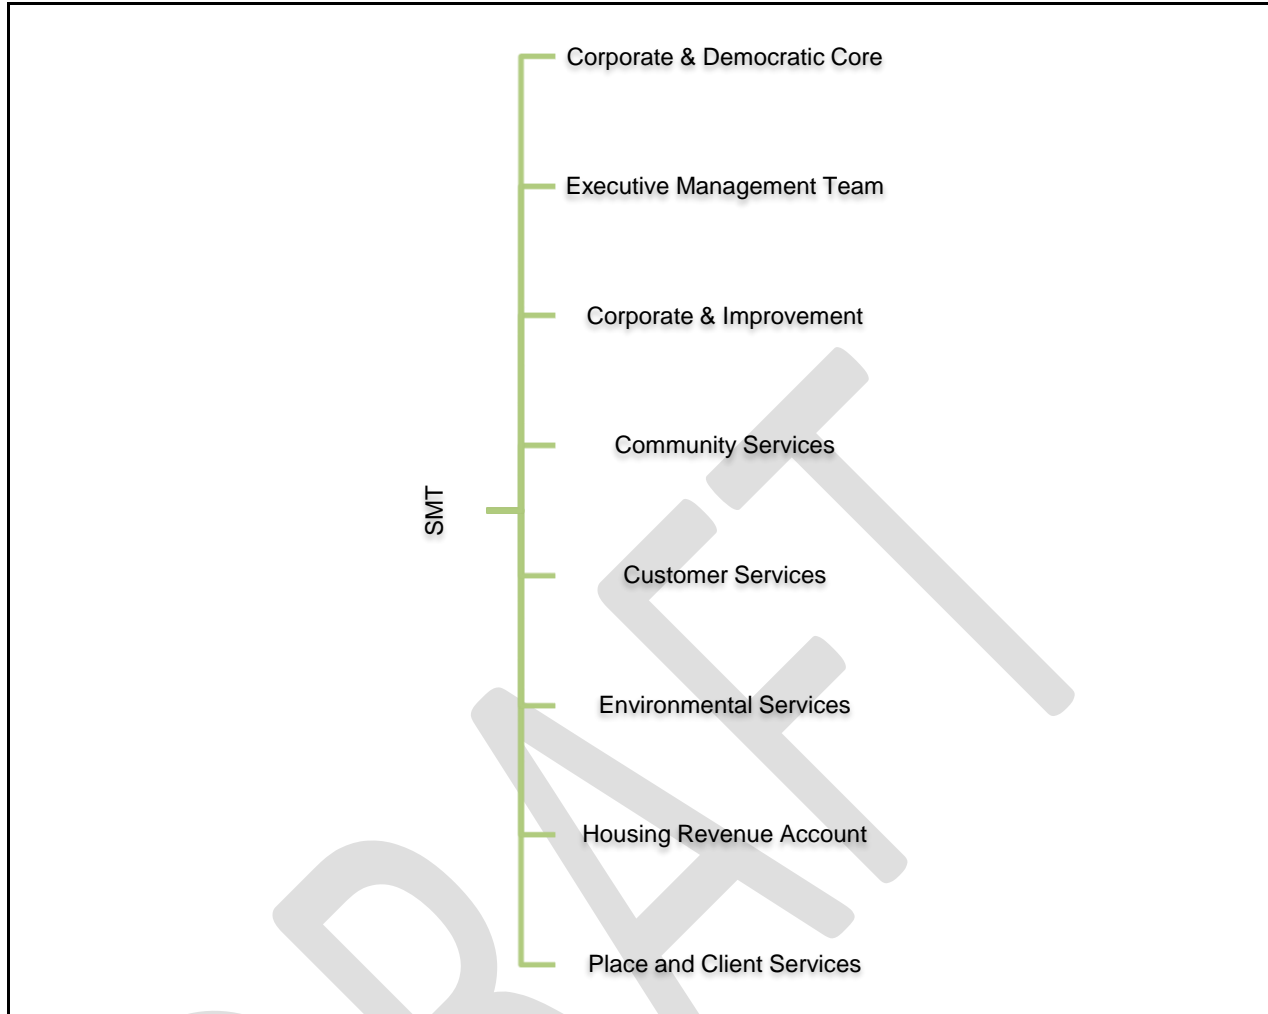 Corporate & Democratic Core
Executive Management Team
Corporate & Improvement
Community Services
SMT
Customer Services
Environmental Services
Housing Revenue Account
Place and Client Services
DRAFT